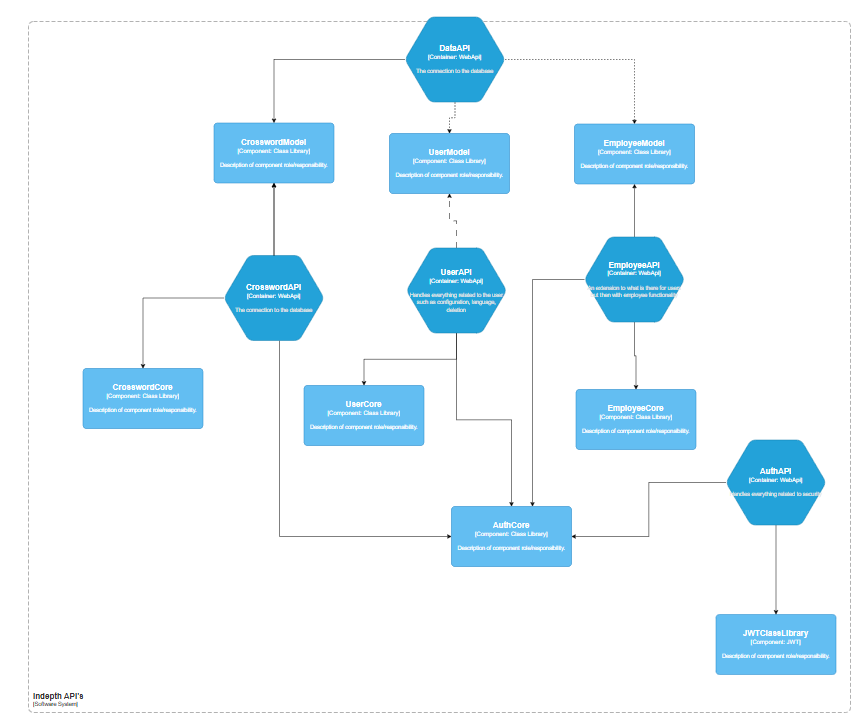 DataAPI
[Container: WebApi]
The connection to the database
CrosswordModel
[Component: Class Library]
Description of component role/responsibility.
UserModel
[Component: Class Library]
Description of component role/responsibility.
EmployeeModel
[Component: Class Library]
Description of component role/responsibility.
CrosswordAPI
[Container: WebApi]
The connection to the database
UserAPI
[Container: WebApi]
Handles everything related to the user
such as configuration, language,
deletion
EmployeeAPI
[Container: WebApi]
extension to what is there for
then with employee
CrosswordCore
[Component: Class Library]
Description of component role/responsibility.
UserCore
[Component: Class Library]
Description of component role/responsibility.
EmployeeCore
[Component: Class Library]
Description of component role/responsibility.
AuthAPI
[Container: WebApi]
everything related to
AuthCore
[Component: Class Library]
Description of component role/responsibility.
JWTClassLibrary
[Component: JWT]
Description of component role/responsibility.
Indepth API's
[Software System]